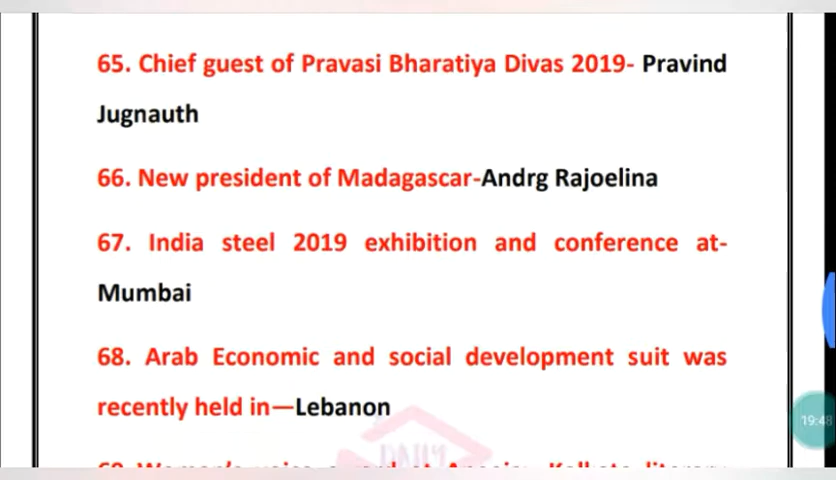 65. Chief guest of Pravasi Bharatiya Divas 2019- Pravind
Jugnauth
66. New president of Madagascar-Andrg Rajoelina
67. India steel 2019 exhibition and conference at-
Mumbai
68. Arab Economic and social development suit was
recently held in—Lebanon
DAILY
19:48